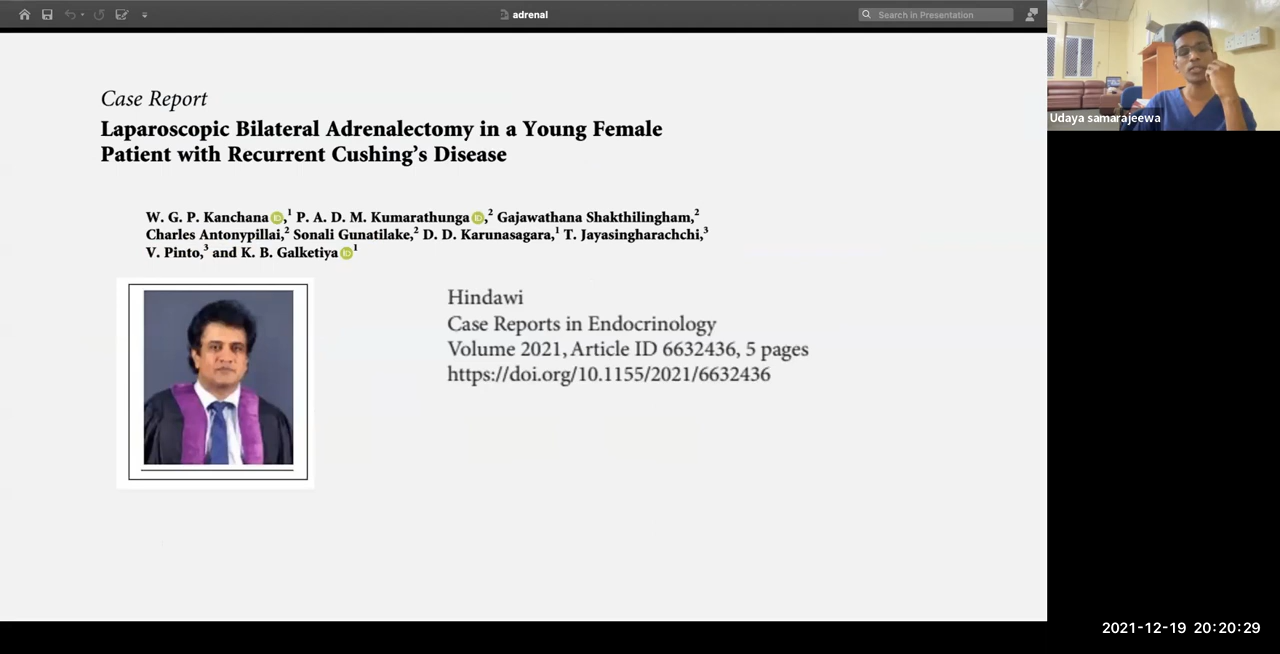 adrenal
Search in Presentation
Case Report
Laparoscopic Bilateral Adrenalectomy in a Young Female
Patient with Recurrent Cushing's Disease
W. G. P. Kanchana iD,1 P. A. D. M. Kumarathunga iD,2 Gajawathana Shakthilingham,2
Charles Antonypillai,2 Sonali Gunatilake,2 D. D. Karunasagara,1 T. Jayasingharachchi,3
V. Pinto,3 and K. B. Galketiya iD1
Hindawi
Case Reports in Endocrinology
Volume 2021, Article ID 6632436, 5 pages
https://doi.org/10.1155/2021/6632436
Udaya samarajeewa
2021-12-19 20:20:29